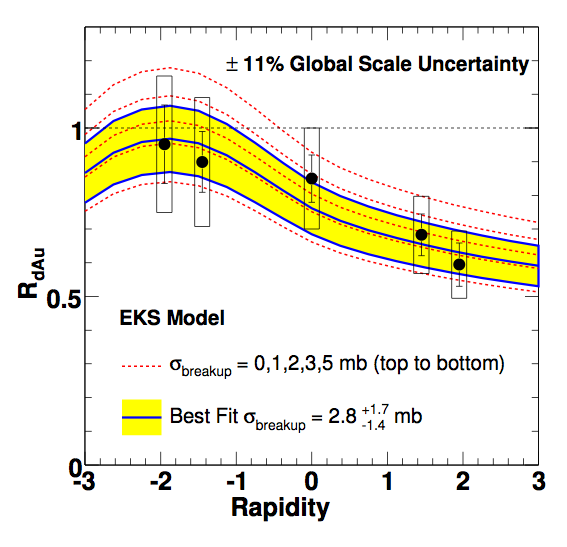 ± 11% Global Scale Uncertainty
1
0.5
0
R_dAu
EKS Model
σ_breakup = 0,1,2,3,5 mb (top to bottom)
Best Fit σ_breakup = 2.8 +1.7 -1.4 mb
-3 -2 -1 0 1 2 3
Rapidity